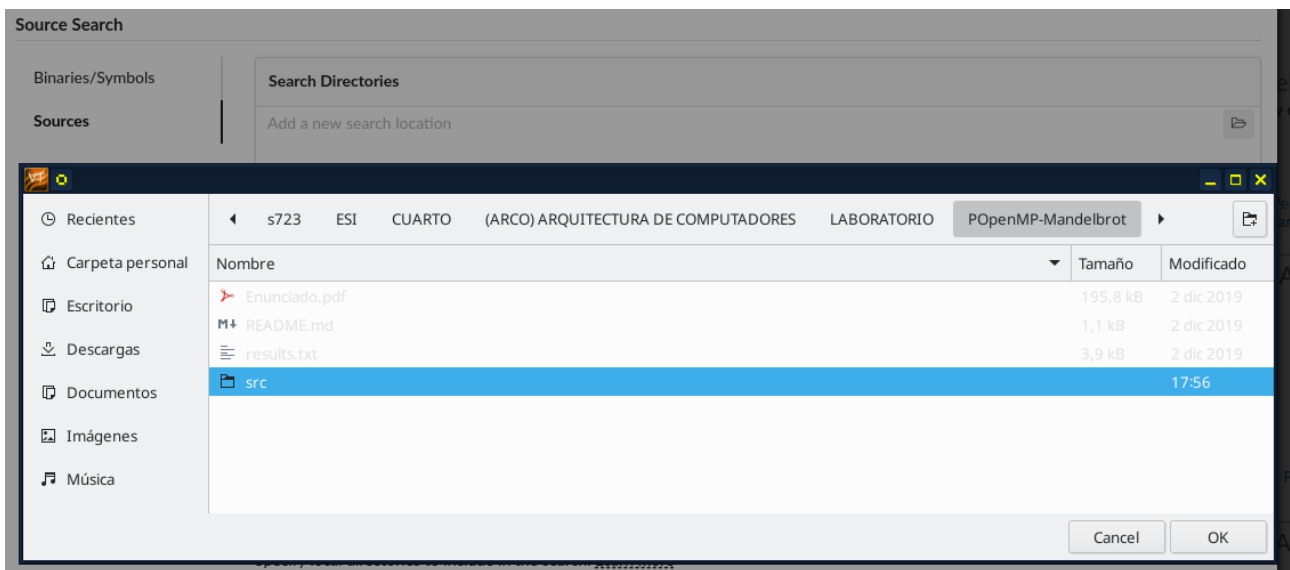 Source Search
Binaries/Symbols
Search Directories
Sources
Add a new search location
Recientes
s723 ESI CUARTO (ARCO) ARQUITECTURA DE COMPUTADORES LABORATORIO POpenMP-Mandelbrot
Carpeta personal
Nombre Tamaño Modificado
Escritorio
Enunciado.pdf 195,8 kB 2 dic 2019
README.md 1,1 kB 2 dic 2019
Descargas
results.txt 3,9 kB 2 dic 2019
src 17:56
Documentos
Imágenes
Música
Cancel OK